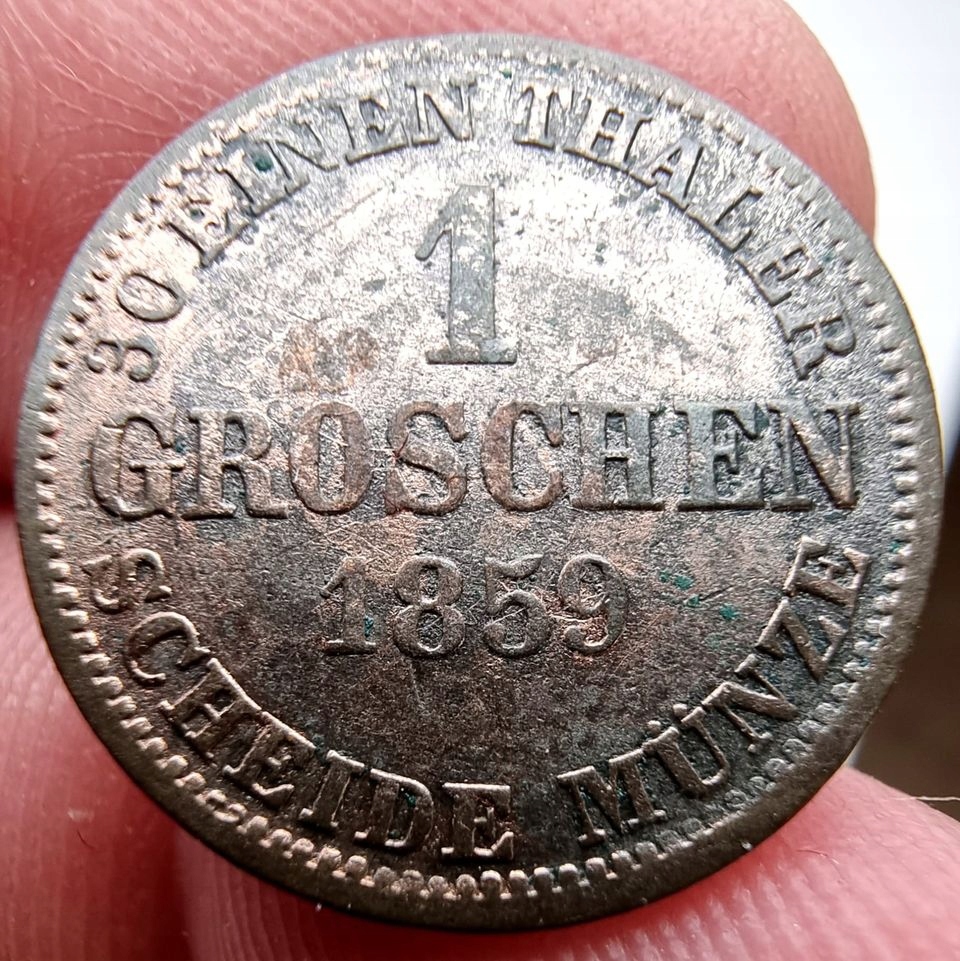 30 EINEN THALER
1
GROSCHEN
1859
SCHEIDE MÜNZE